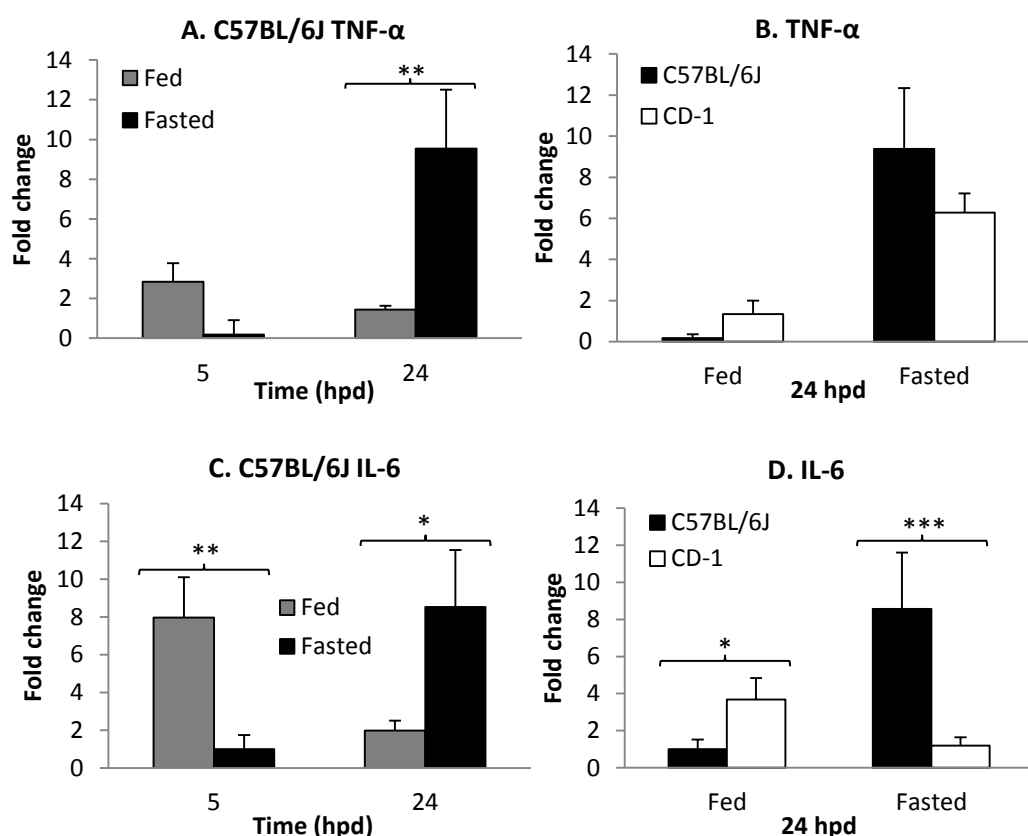 A. C57BL/6J TNF-α
Fold change
14
12
10
8
6
4
2
0
Fed
Fasted
**
5
24
Time (hpd)
B. TNF-α
Fold change
14
12
10
8
6
4
2
0
C57BL/6J
CD-1
Fed
Fasted
24 hpd
C. C57BL/6J IL-6
Fold change
14
12
10
8
6
4
2
0
**
*
Fed
Fasted
5
24
Time (hpd)
D. IL-6
Fold change
14
12
10
8
6
4
2
0
C57BL/6J
CD-1
*
***
Fed
Fasted
24 hpd